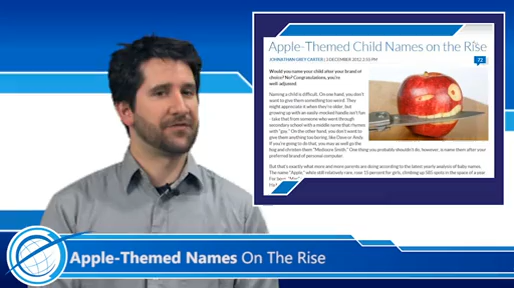 Apple-Themed Child Names on the Rise
JOHNATHAN GREY CARTER | 3 DECEMBER 2012 2:55 PM
72
Would you name your child after your brand of
choice? No? Congratulations, you're
well-adjusted.
Naming a child is difficult. On one hand, you don't
want to give them something too weird. They
might appreciate it when they're older, but
growing up with an easily mocked handle isn't fun
- take that from someone who went through
secondary school with a middle name that rhymes
with "gay." On the other hand, you don't want to
give them anything too boring, like Dave or Andy.
If you're going to do that, you may as well go the
hog and christen them "Mediocre Smith." One thing you probably shouldn't do, however, is name them after your
preferred brand of personal computer.
But that's exactly what more and more parents are doing according to the latest yearly analysis of baby names.
The name "Apple," while still relatively rare, rose 15 percent for girls, climbing up 585 spots in the space of a year
For boys, "Mac"
Apple-Themed Names On The Rise